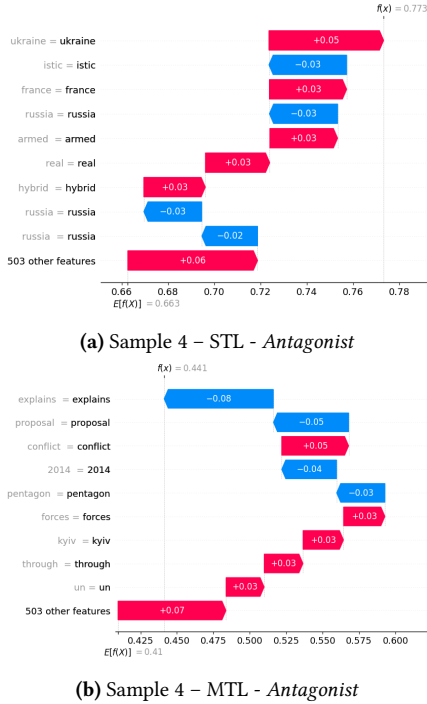 f(x) = 0.773
ukraine = ukraine +0.05
istic = istic −0.03
france = france +0.03
russia = russia −0.03
armed = armed +0.03
real = real +0.03
hybrid = hybrid +0.03
russia = russia −0.03
russia = russia −0.02
503 other features +0.06
0.66 0.68 0.70 0.72 0.74 0.76 0.78
E[f(X)] = 0.663
(a) Sample 4 – STL - Antagonist
f(x) = 0.441
explains = explains −0.08
proposal = proposal −0.05
conflict = conflict +0.05
2014 = 2014 −0.04
pentagon = pentagon −0.03
forces = forces +0.03
kyiv = kyiv +0.03
through = through +0.03
un = un +0.03
503 other features +0.07
0.425 0.450 0.475 0.500 0.525 0.550 0.575 0.600
E[f(X)] = 0.41
(b) Sample 4 – MTL - Antagonist